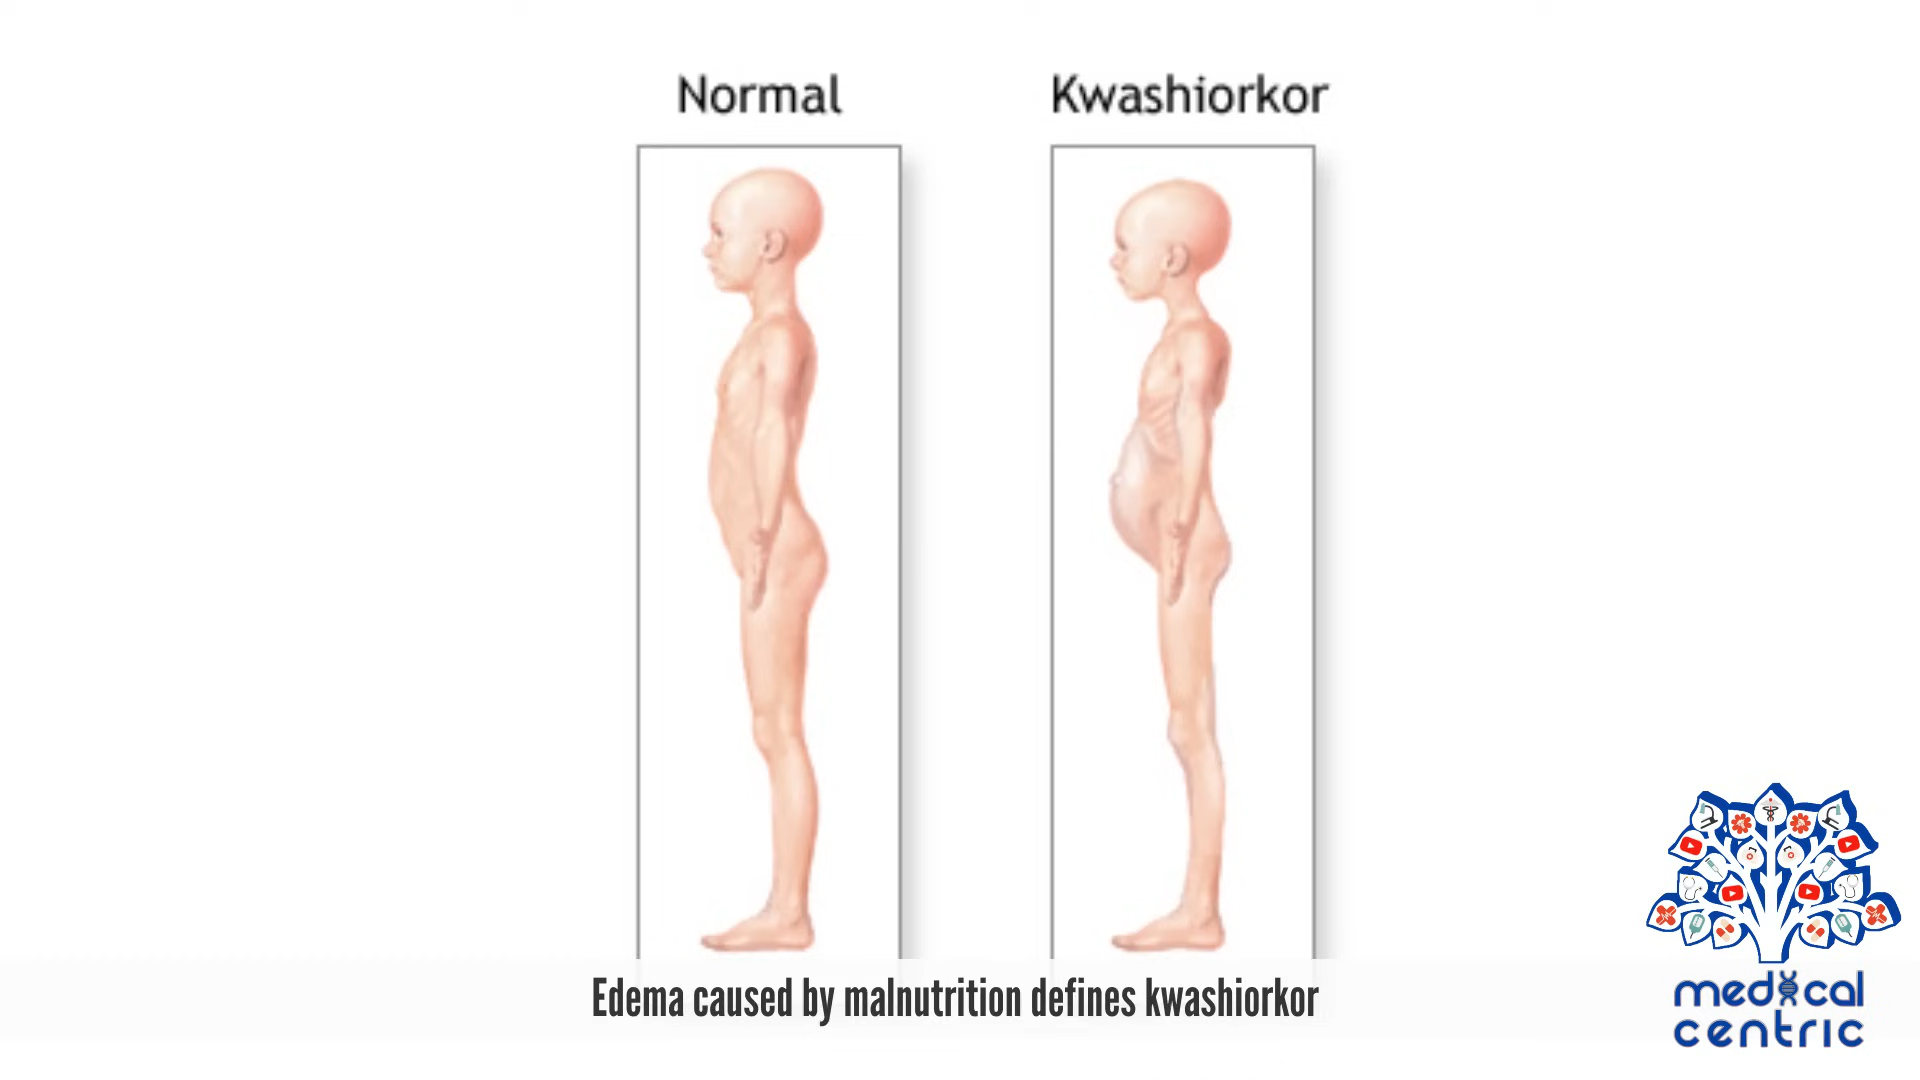 Normal
Kwashiorkor
Edema caused by malnutrition defines kwashiorkor
medical
centric